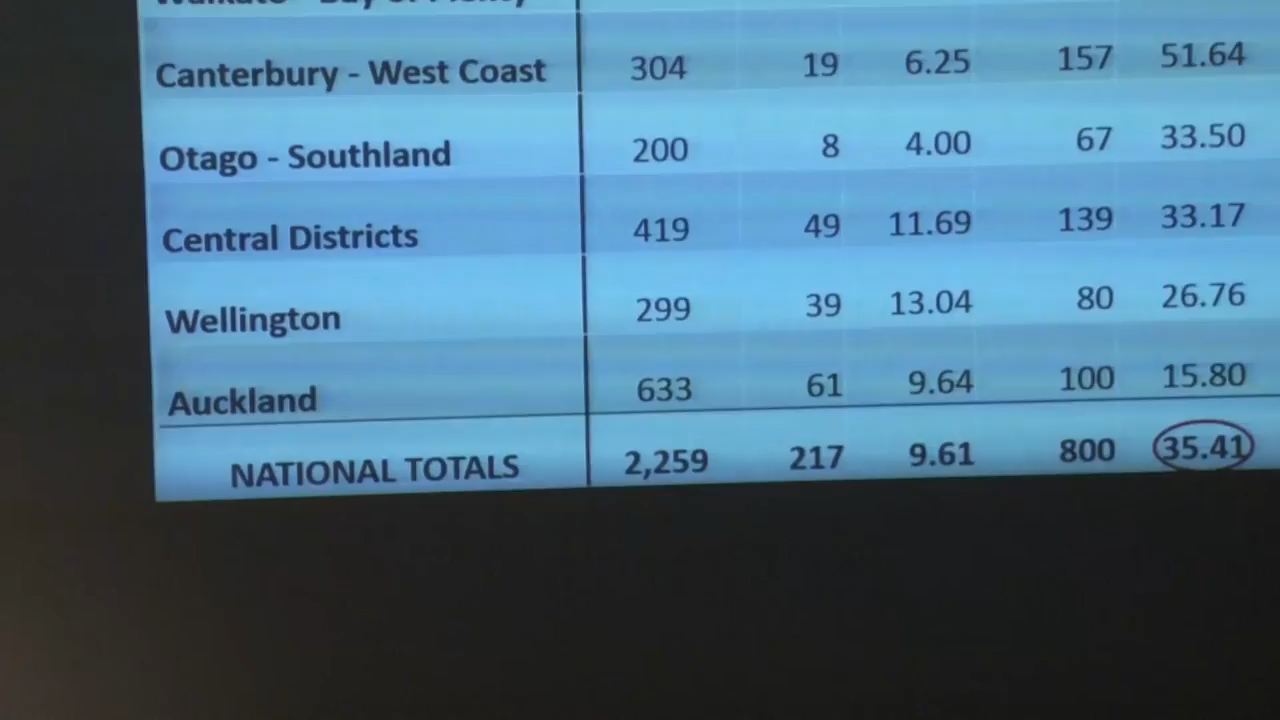 Canterbury - West Coast 304 19 6.25 157 51.64
Otago - Southland 200 8 4.00 67 33.50
Central Districts 419 49 11.69 139 33.17
Wellington 299 39 13.04 80 26.76
Auckland 633 61 9.64 100 15.80
NATIONAL TOTALS 2,259 217 9.61 800 35.41